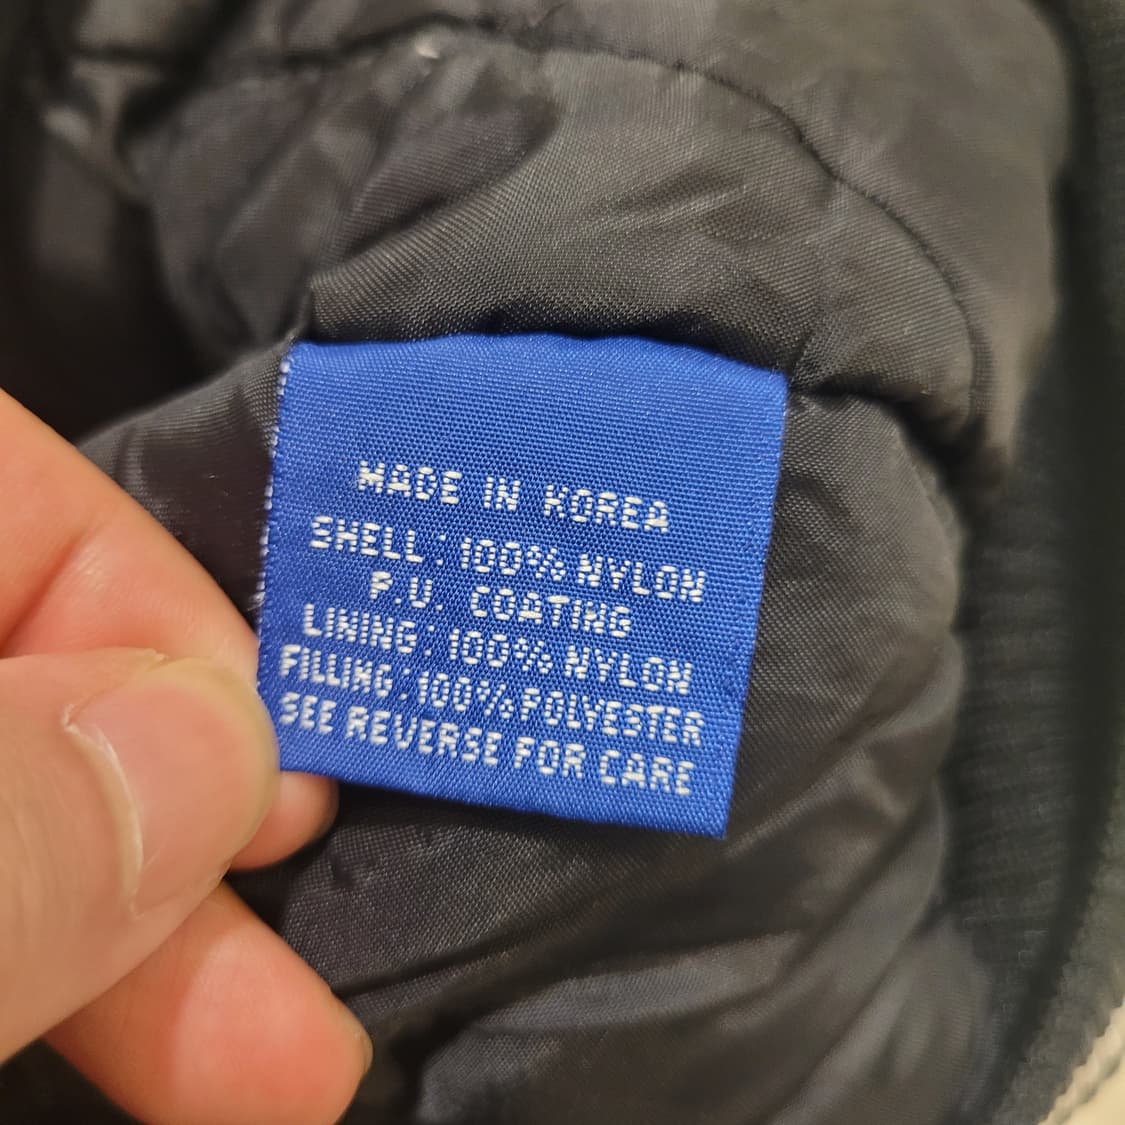 MADE IN KOREA
SHELL : 100% NYLON
P.U. COATING
LINING : 100% NYLON
FILLING : 100% POLYESTER
SEE REVERSE FOR CARE